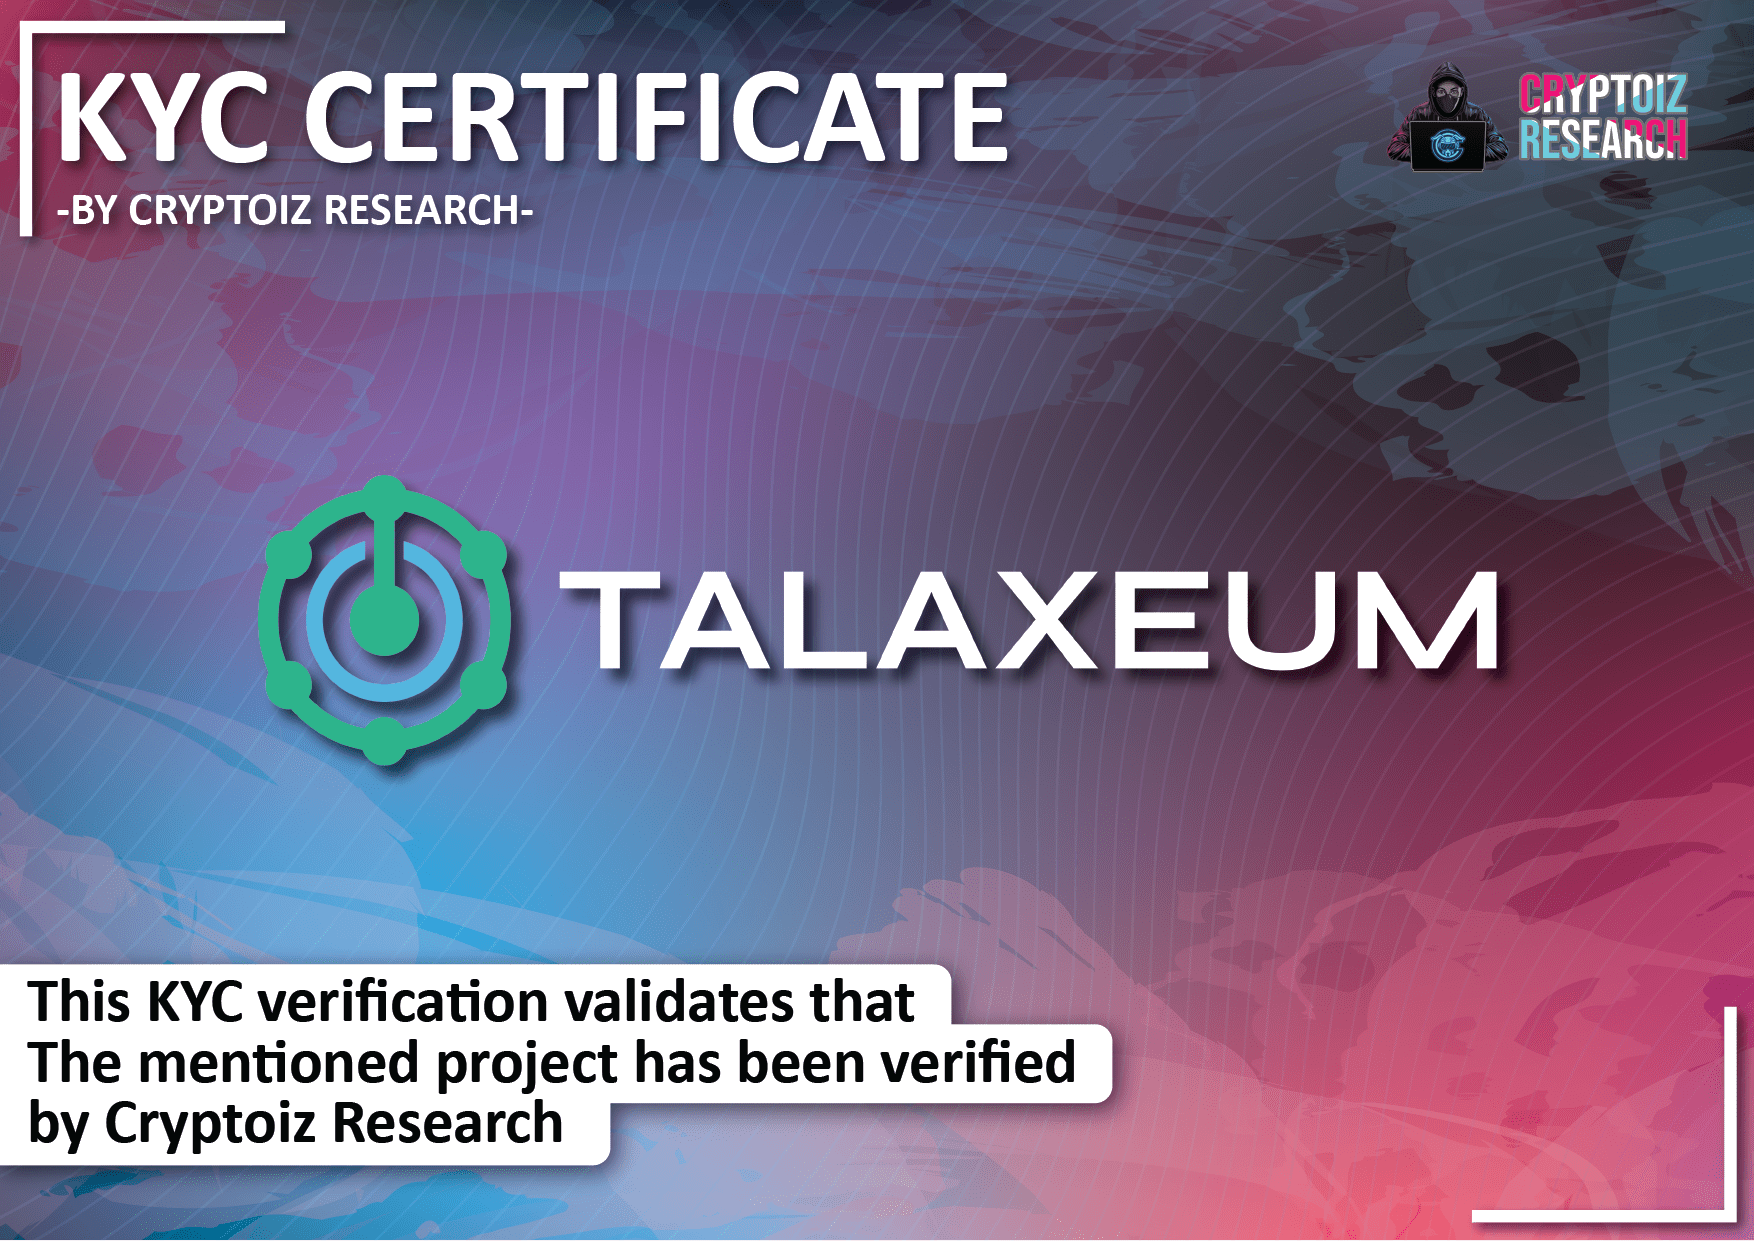 KYC CERTIFICATE
-BY CRYPTOIZ RESEARCH-
CRYPTOIZ
RESEARCH
TALAXEUM
This KYC verification validates that
The mentioned project has been verified
by Cryptoiz Research